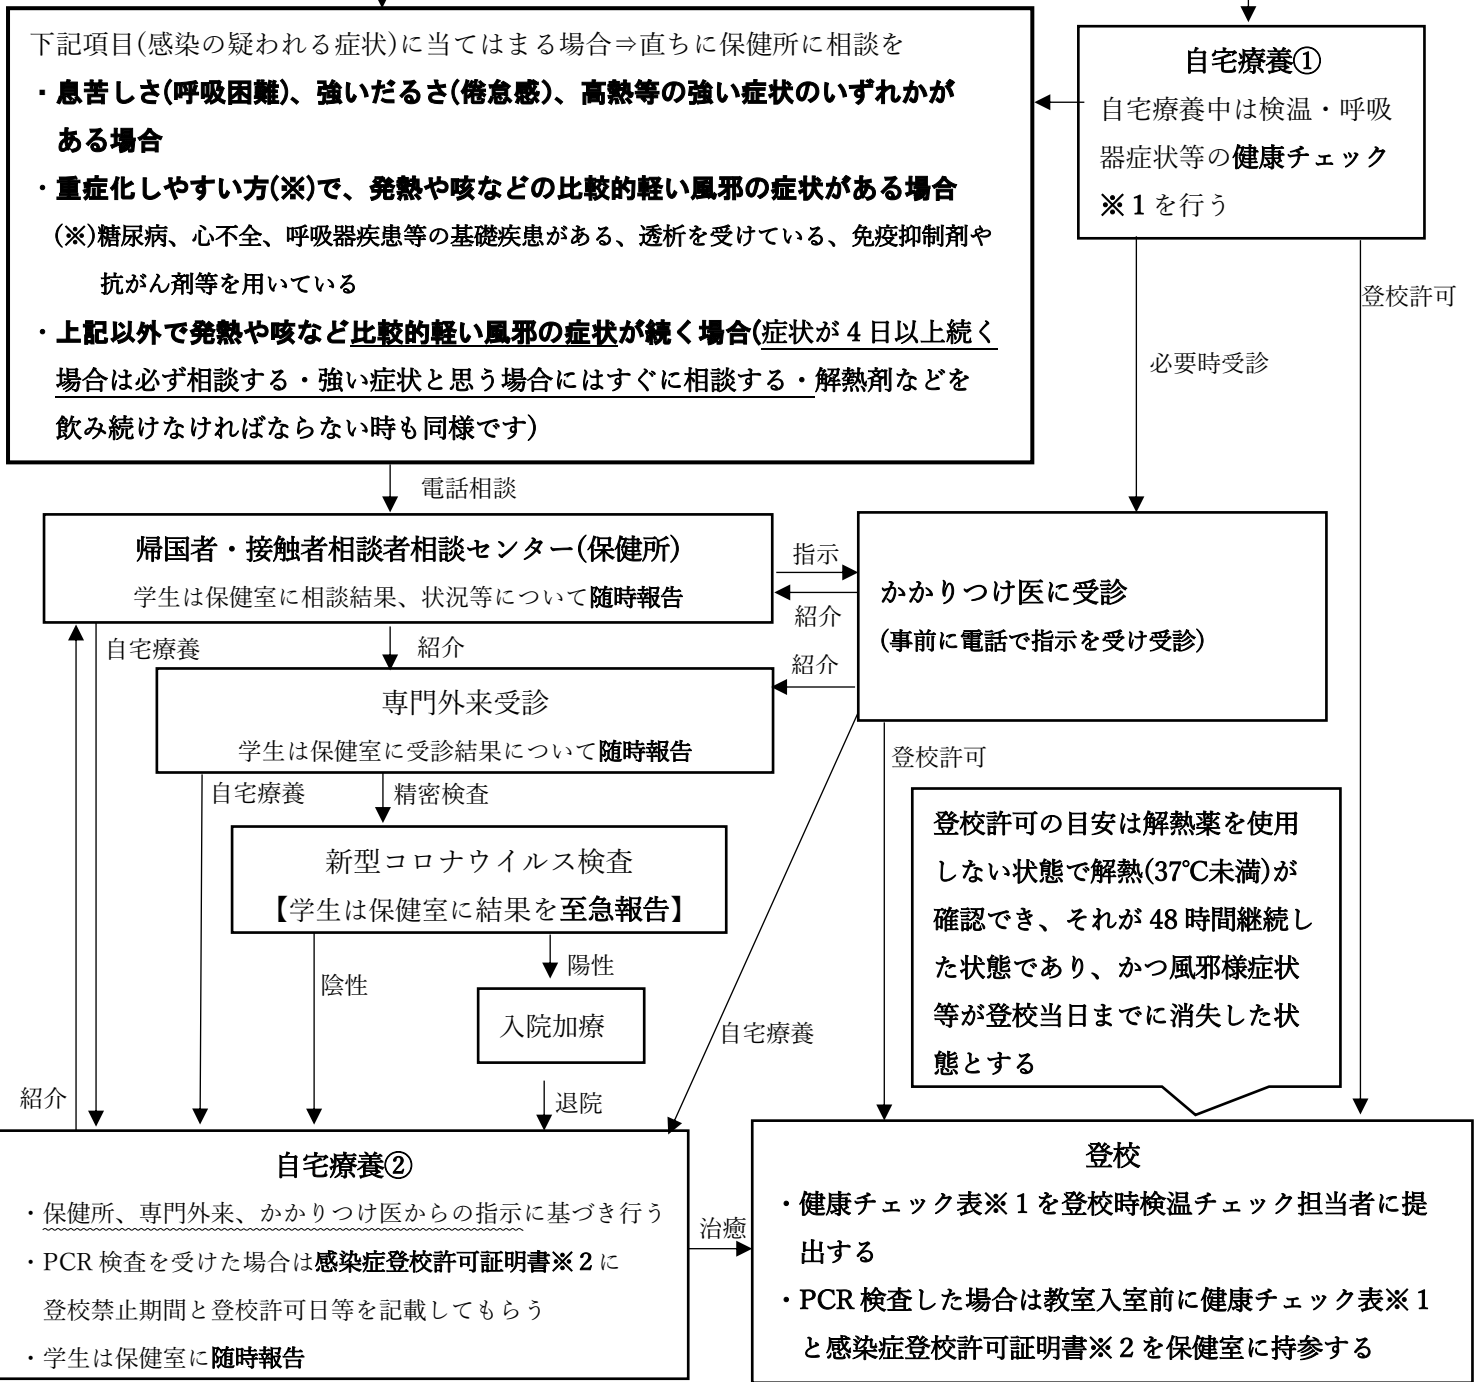 下記項目(感染の疑われる症状)に当てはまる場合⇒直ちに保健所に相談を
・息苦しさ(呼吸困難)、強いだるさ(倦怠感)、高熱等の強い症状のいずれかが
ある場合
・重症化しやすい方(※)で、発熱や咳などの比較的軽い風邪の症状がある場合
(※)糖尿病、心不全、呼吸器疾患等の基礎疾患がある、透析を受けている、免疫抑制剤や
抗がん剤等を用いている
・上記以外で発熱や咳など比較的軽い風邪の症状が続く場合(症状が4日以上続く
場合は必ず相談する・強い症状と思う場合にはすぐに相談する・解熱剤などを
飲み続けなければならない時も同様です)
自宅療養①
自宅療養中は検温・呼吸
器症状等の健康チェック
※1を行う
登校許可
必要時受診
電話相談
帰国者・接触者相談者相談センター(保健所)
学生は保健室に相談結果、状況等について随時報告
指示
紹介
紹介
かかりつけ医に受診
(事前に電話で指示を受け受診)
自宅療養
紹介
専門外来受診
学生は保健室に受診結果について随時報告
自宅療養
精密検査
登校許可
新型コロナウイルス検査
【学生は保健室に結果を至急報告】
登校許可の目安は解熱薬を使用
しない状態で解熱(37℃未満)が
確認でき、それが48時間継続し
た状態であり、かつ風邪様症状
等が登校当日までに消失した状
態とする
陰性
陽性
入院加療
自宅療養
紹介
退院
自宅療養②
・保健所、専門外来、かかりつけ医からの指示に基づき行う
・PCR検査を受けた場合は感染症登校許可証明書※2に
登校禁止期間と登校許可日等を記載してもらう
・学生は保健室に随時報告
治癒
登校
・健康チェック表※1を登校時検温チェック担当者に提
出する
・PCR検査した場合は教室入室前に健康チェック表※1
と感染症登校許可証明書※2を保健室に持参する